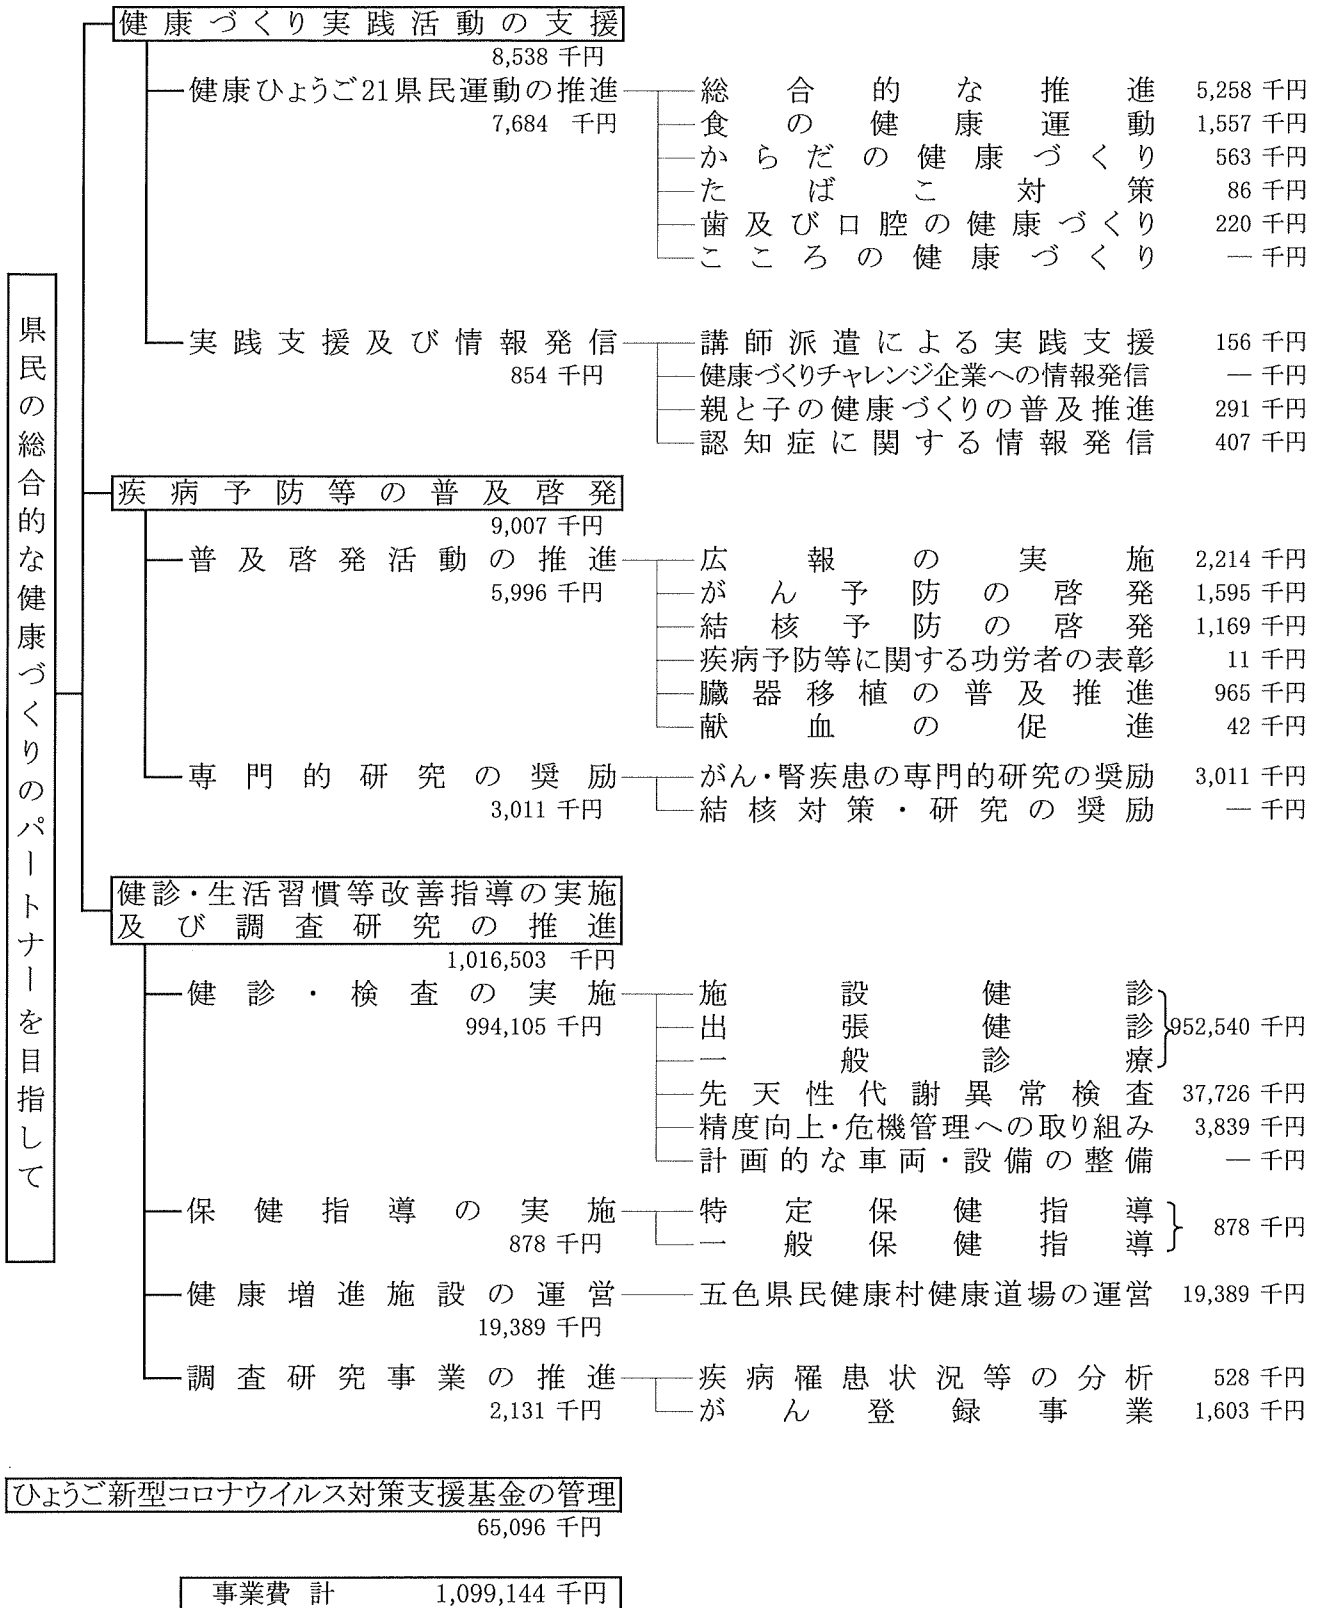 県民の総合的な健康づくりのパートナーを目指して
健康づくり実践活動の支援
8,538 千円
健康ひょうご21県民運動の推進 総合的な推進 5,258 千円
7,684 千円 食の健康運動 1,557 千円
からだの健康づくり 563 千円
たばこ対策 86 千円
歯及び口腔の健康づくり 220 千円
こころの健康づくり ― 千円
実践支援及び情報発信 講師派遣による実践支援 156 千円
854 千円 健康づくりチャレンジ企業への情報発信 ― 千円
親と子の健康づくりの普及推進 291 千円
認知症に関する情報発信 407 千円
疾病予防等の普及啓発
9,007 千円
普及啓発活動の推進 広報の実施 2,214 千円
5,996 千円 がん予防の啓発 1,595 千円
結核予防の啓発 1,169 千円
疾病予防等に関する功労者の表彰 11 千円
臓器移植の普及推進 965 千円
献血の促進 42 千円
専門的研究の奨励 がん・腎疾患の専門的研究の奨励 3,011 千円
3,011 千円 結核対策・研究の奨励 ― 千円
健診・生活習慣等改善指導の実施
及び調査研究の推進
1,016,503 千円
健診・検査の実施 施設健診
994,105 千円 出張健診 952,540 千円
一般診療
先天性代謝異常検査 37,726 千円
精度向上・危機管理への取り組み 3,839 千円
計画的な車両・設備の整備 ― 千円
保健指導の実施 特定保健指導 878 千円
878 千円 一般保健指導
健康増進施設の運営 五色県民健康村健康道場の運営 19,389 千円
19,389 千円
調査研究事業の推進 疾病罹患状況等の分析 528 千円
2,131 千円 がん登録事業 1,603 千円
ひょうご新型コロナウイルス対策支援基金の管理
65,096 千円
事業費 計 1,099,144 千円